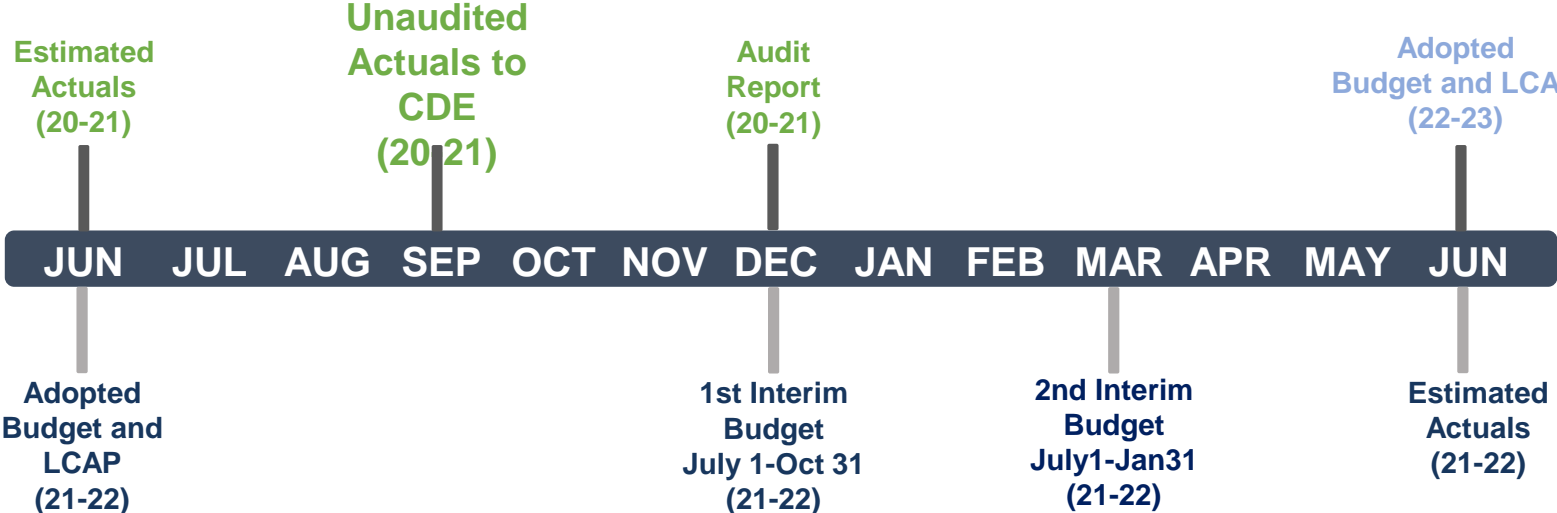 Estimated
Actuals
(20-21)
Unaudited
Actuals to
CDE
(20-21)
Audit
Report
(20-21)
Adopted
Budget and LCA
(22-23)
JUN JUL AUG SEP OCT NOV DEC JAN FEB MAR APR MAY JUN
Adopted
Budget and
LCAP
(21-22)
1st Interim
Budget
July 1-Oct 31
(21-22)
2nd Interim
Budget
July1-Jan31
(21-22)
Estimated
Actuals
(21-22)